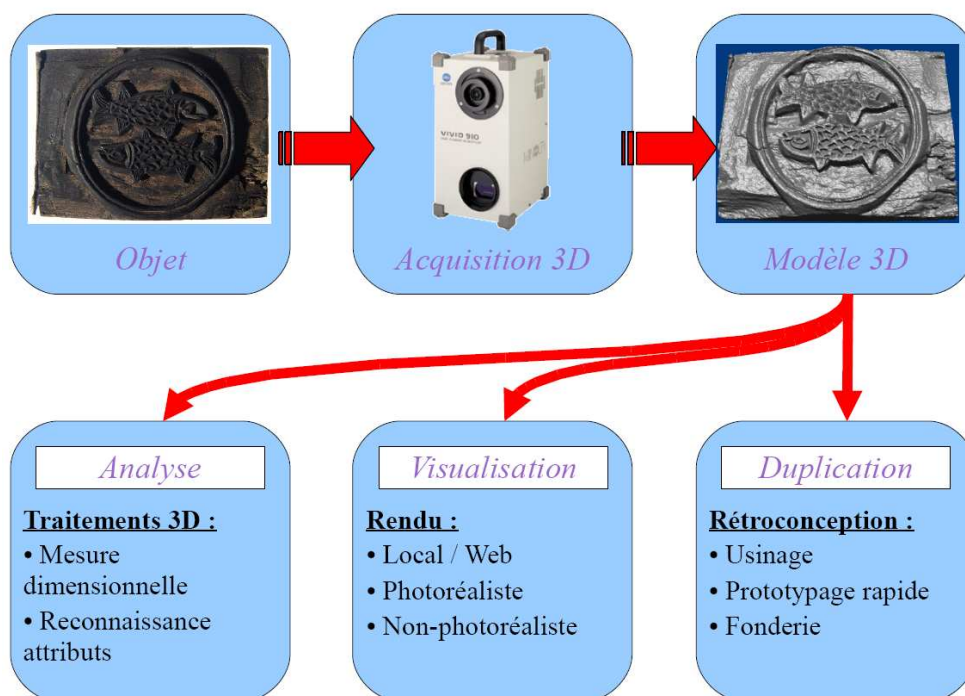 VIVID 910
Objet
Acquisition 3D
Modèle 3D
Analyse
Traitements 3D :
• Mesure
dimensionnelle
• Reconnaissance
attributs
Visualisation
Rendu :
• Local / Web
• Photoréaliste
• Non-photoréaliste
Duplication
Rétroconception :
• Usinage
• Prototypage rapide
• Fonderie